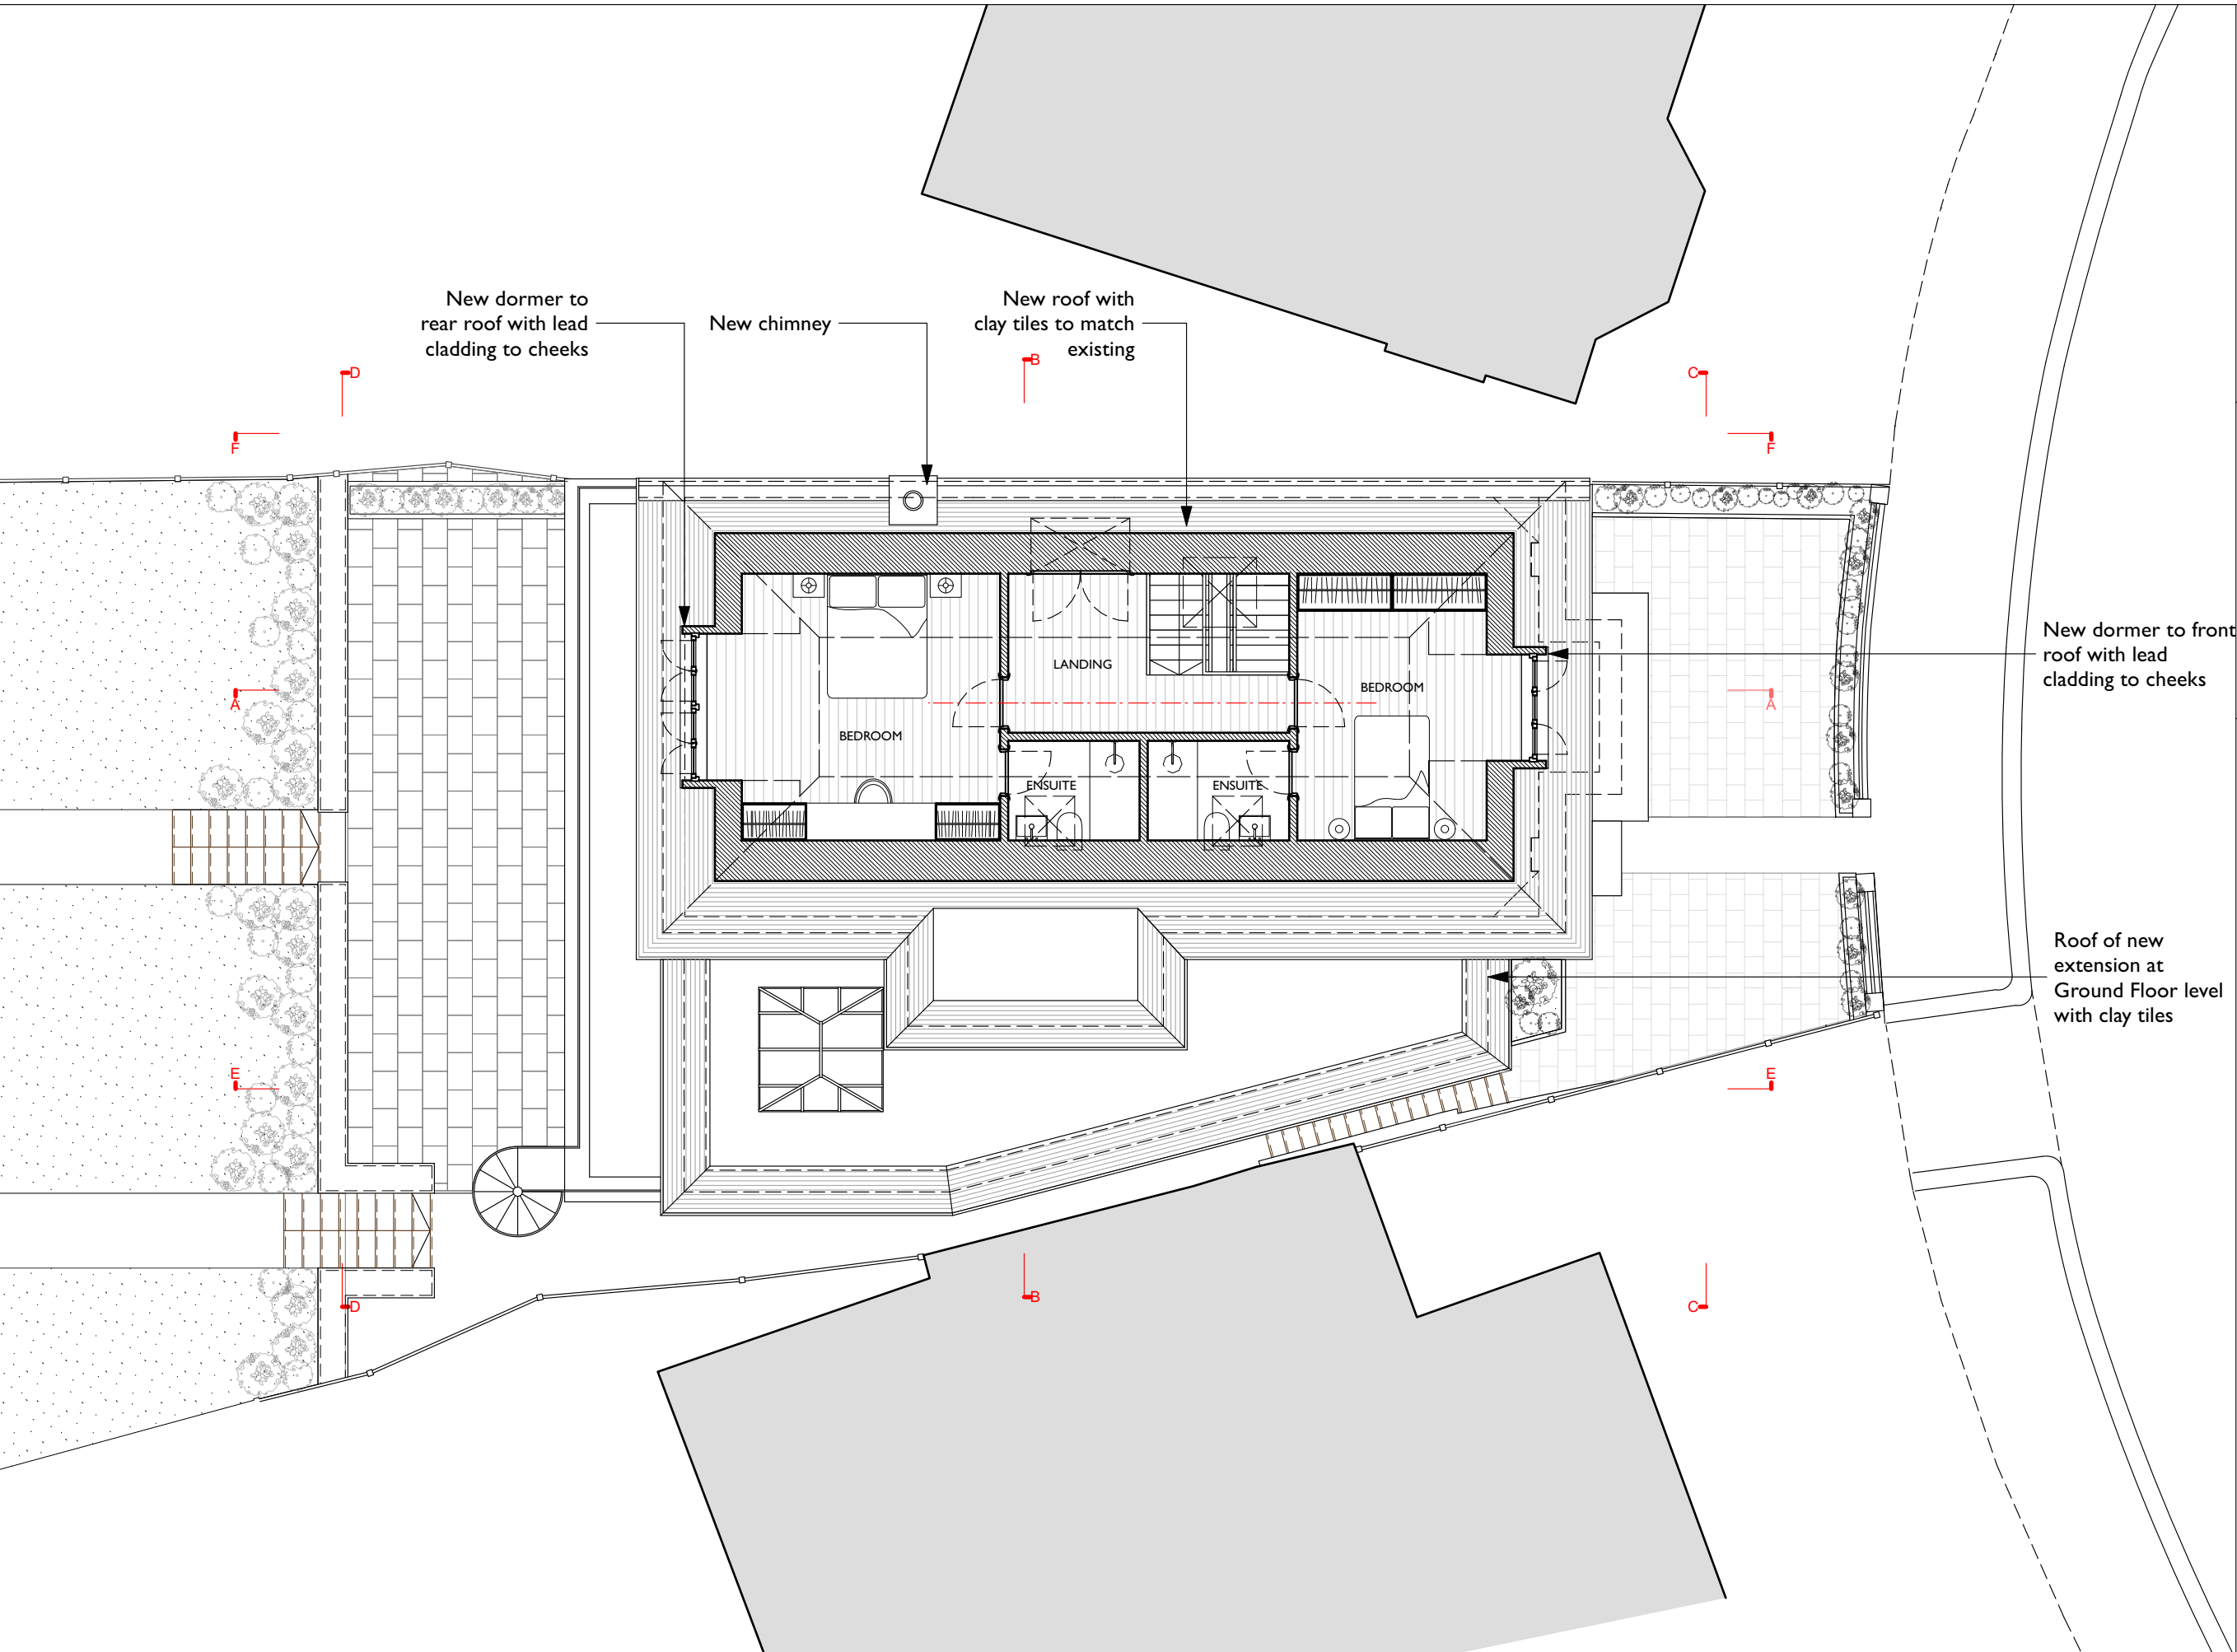 New dormer to
rear roof with lead
cladding to cheeks
New chimney
New roof with
clay tiles to match
existing
D
B
C
F
F
New dormer to front
roof with lead
cladding to cheeks
LANDING
BEDROOM
A
A
BEDROOM
ENSUITE
ENSUITE
Roof of new
extension at
Ground Floor level
with clay tiles
E
E
D
B
C